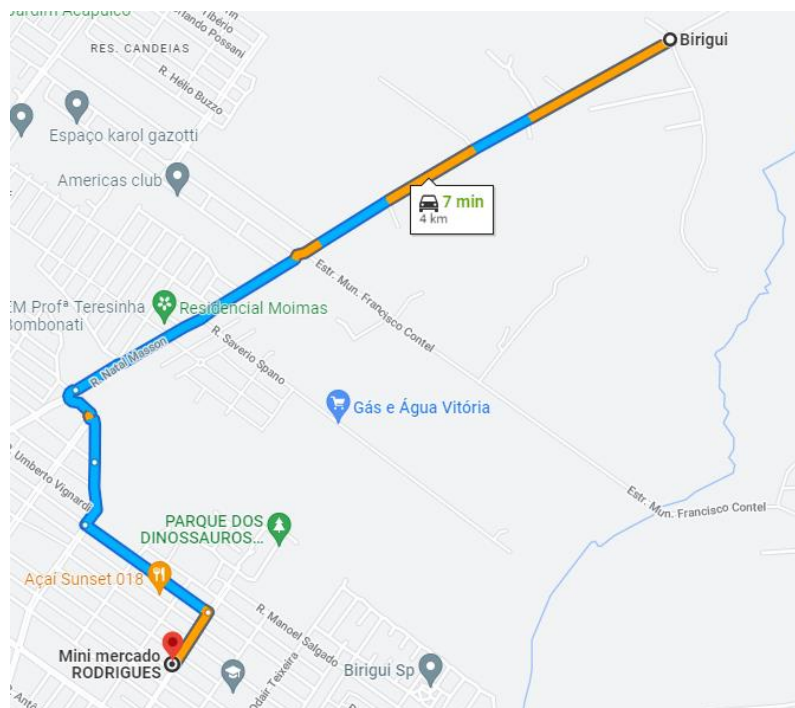 Jardim Acapulco
Tibério
Orlando Possani
Birigui
RES. CANDEIAS
R. Hélio Buzzo
Espaço karol gazotti
Americas club
7 min
4 km
Estr. Mun. Francisco Contel
EM Profª Teresinha
Bombonati
Residencial Moimas
R. Natal Masson
R. Saverio Spano
Gás e Água Vitória
R. Umberto Vignardi
Estr. Mun. Francisco Contel
PARQUE DOS
DINOSSAUROS...
Açaí Sunset 018
R. Manoel Salgado
Mini mercado
RODRIGUES
Odair Teixeira
Birigui Sp
R. Antô